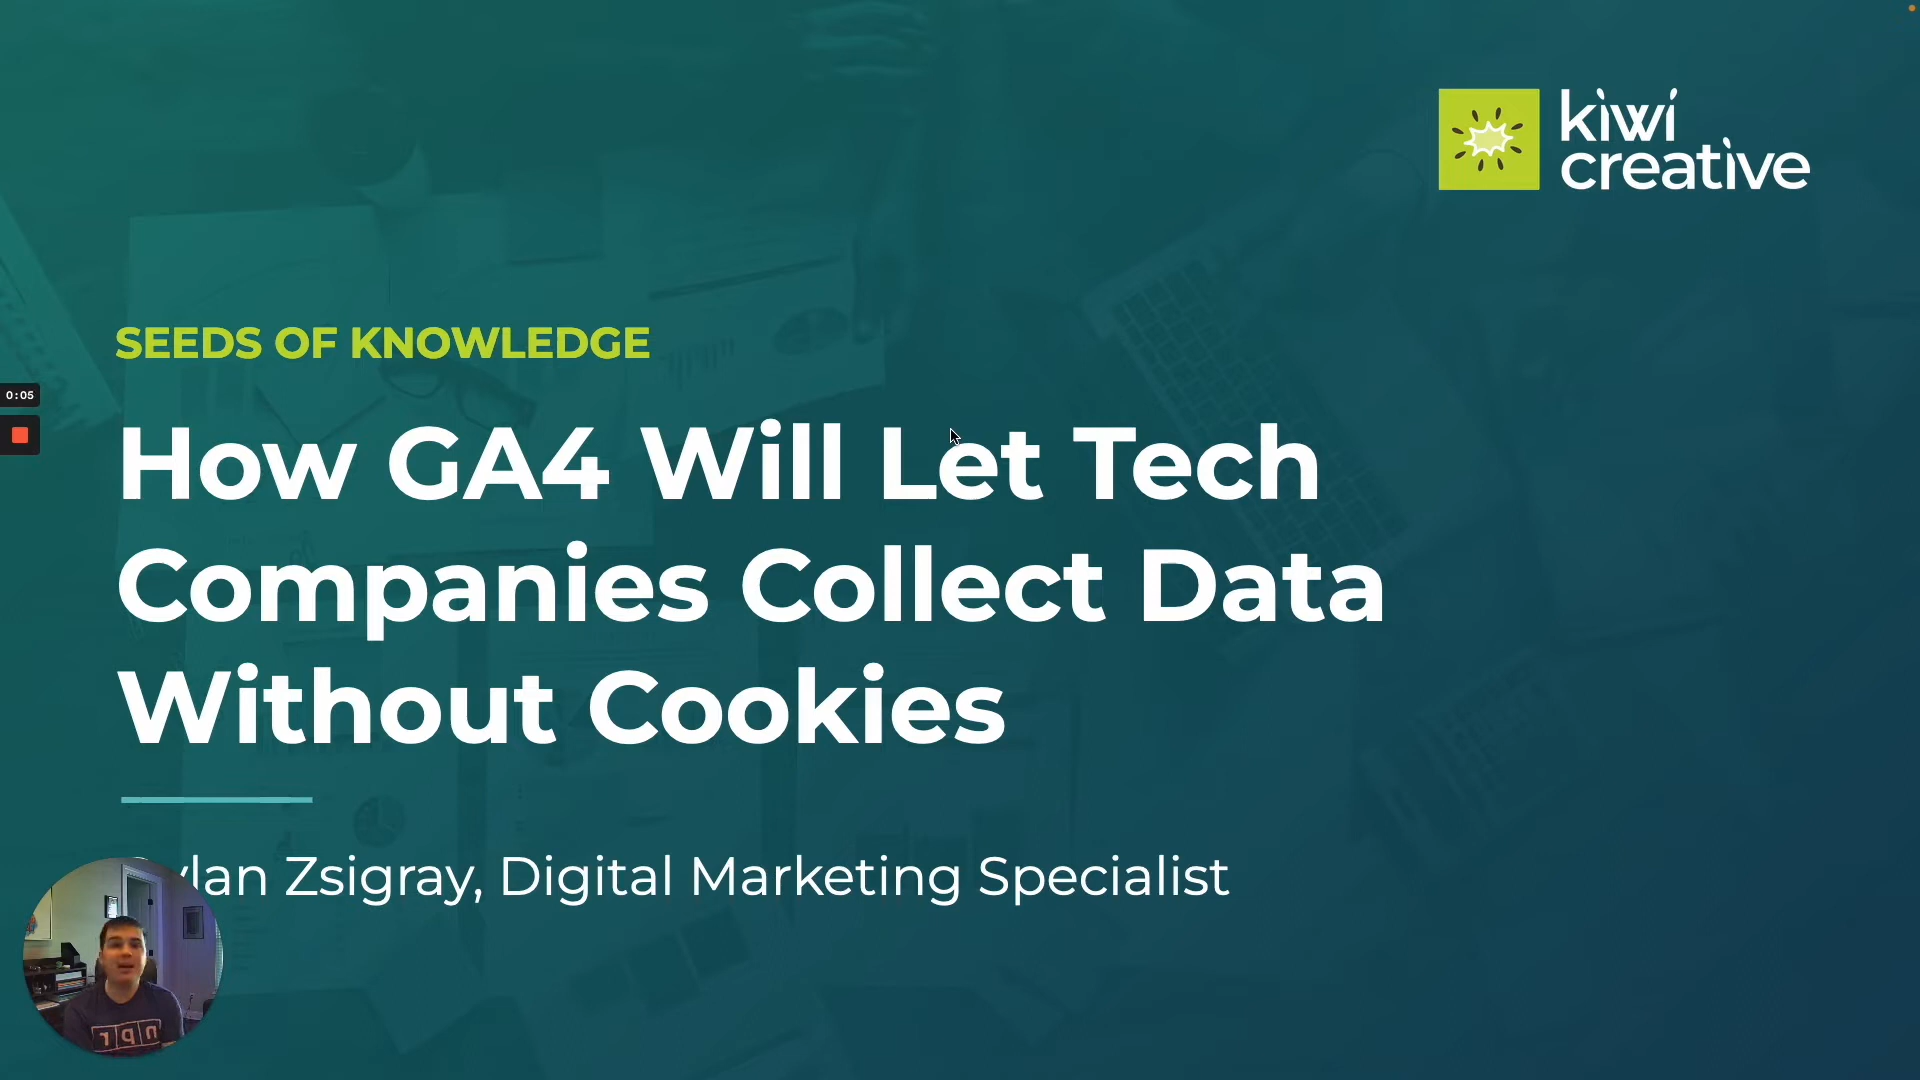 kiwi
creative
SEEDS OF KNOWLEDGE
0:05
How GA4 Will Let Tech
Companies Collect Data
Without Cookies
Zsigray, Digital Marketing Specialist
npr